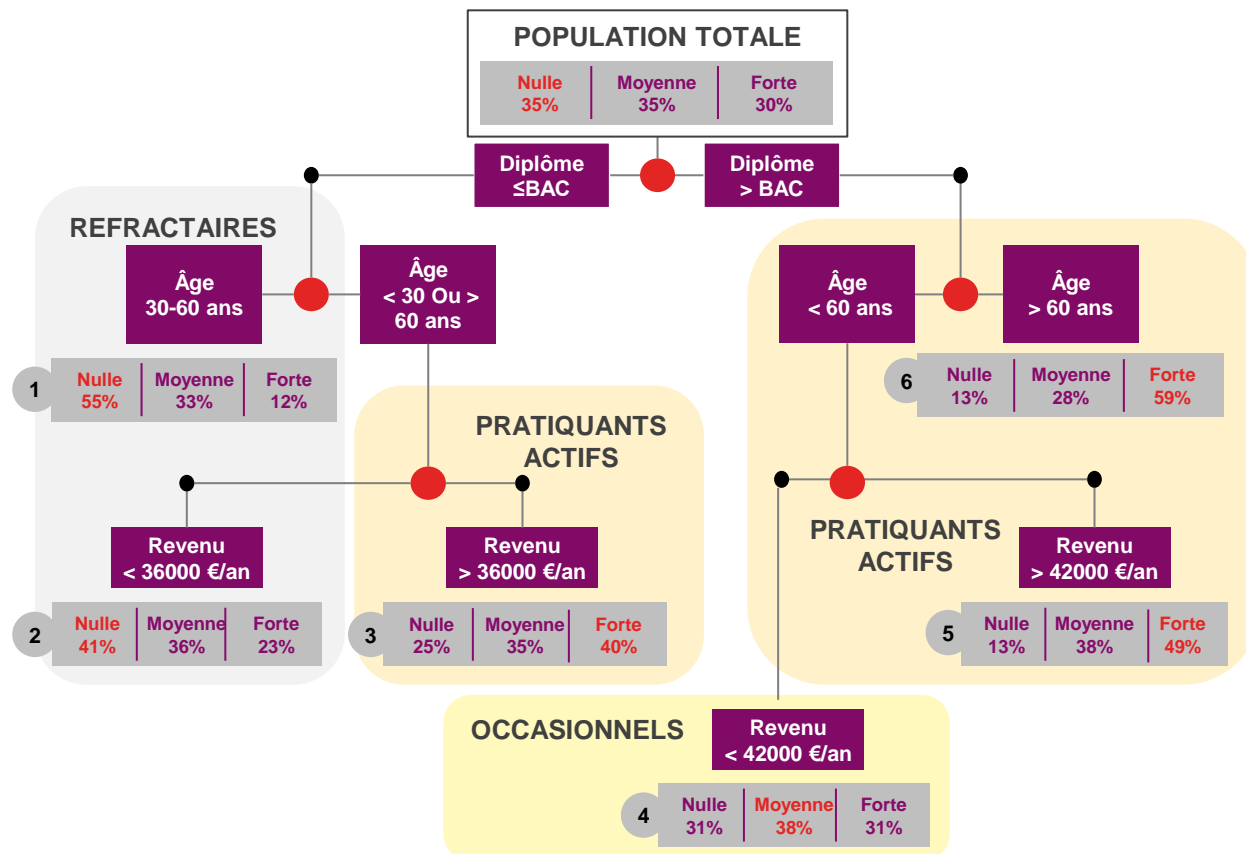 POPULATION TOTALE
Nulle Moyenne Forte
35% 35% 30%
Diplôme
≤BAC
Diplôme
> BAC
REFRACTAIRES
Âge
30-60 ans
Âge
< 30 Ou >
60 ans
Âge
< 60 ans
Âge
> 60 ans
1
Nulle Moyenne Forte
55% 33% 12%
6
Nulle Moyenne Forte
13% 28% 59%
PRATIQUANTS
ACTIFS
PRATIQUANTS
ACTIFS
Revenu
< 36000 €/an
Revenu
> 36000 €/an
Revenu
> 42000 €/an
2
Nulle Moyenne Forte
41% 36% 23%
3
Nulle Moyenne Forte
25% 35% 40%
5
Nulle Moyenne Forte
13% 38% 49%
OCCASIONNELS
Revenu
< 42000 €/an
4
Nulle Moyenne Forte
31% 38% 31%